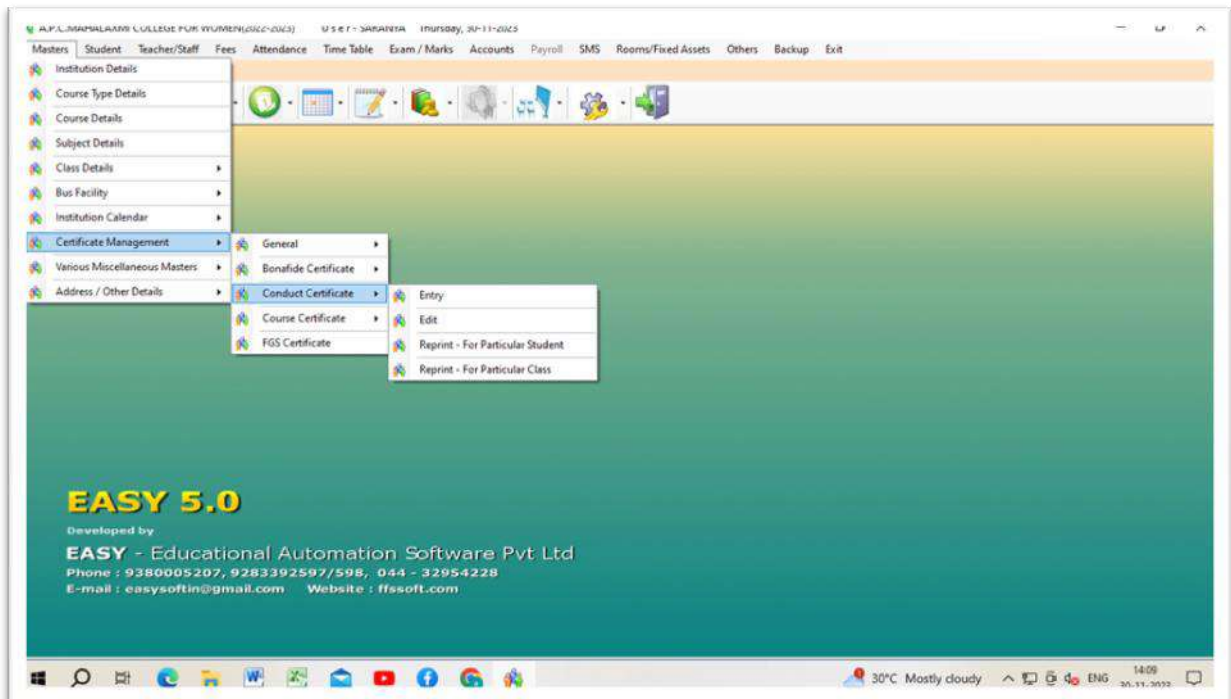 A.P.C.MAHALAXMI COLLEGE FOR WOMEN(2022-2023) User - SARANYA Thursday, 30-11-2023
Masters Student Teacher/Staff Fees Attendance Time Table Exam / Marks Accounts Payroll SMS Rooms/Fixed Assets Others Backup Exit
Institution Details
Course Type Details
Course Details
Subject Details
Class Details
Bus Facility
Institution Calendar
Certificate Management
Various Miscellaneous Masters
Address / Other Details
General
Bonafide Certificate
Conduct Certificate
Course Certificate
FGS Certificate
Entry
Edit
Reprint - For Particular Student
Reprint - For Particular Class
EASY 5.0
Developed by
EASY - Educational Automation Software Pvt Ltd
Phone : 9380005207, 9283392597/598, 044 - 32954228
E-mail : easysoftin@gmail.com Website : ffssoft.com
30°C Mostly cloudy ENG 14:09
30-11-2023